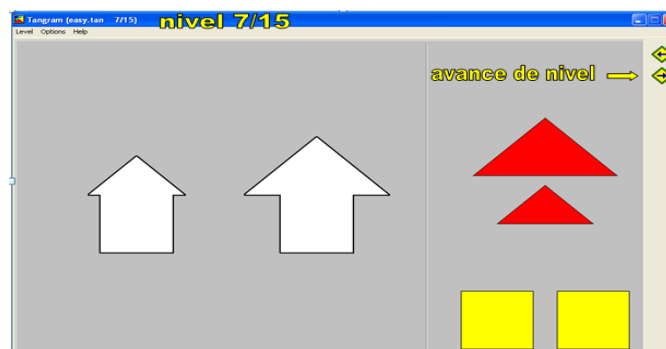 Tangram (easy.tan 7/15)
nivel 7/15
Level Options Help
avance de nivel